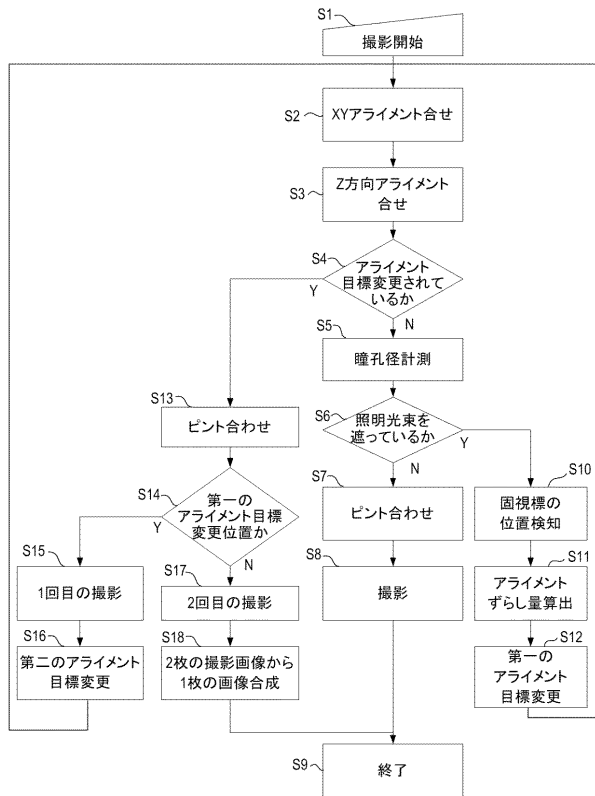 S1
撮影開始
S2
XYアライメント合せ
S3
Z方向アライメント
合せ
S4
アライメント
目標変更されて
いるか
Y
N
S5
瞳孔径計測
S6
照明光束を
遮っているか
Y
N
S13
ピント合わせ
S14
第一の
アライメント目標
変更位置か
Y
N
S7
ピント合わせ
S10
固視標の
位置検知
S15
1回目の撮影
S17
2回目の撮影
S8
撮影
S11
アライメント
ずらし量算出
S16
第二のアライメント
目標変更
S18
2枚の撮影画像から
1枚の画像合成
S12
第一の
アライメント
目標変更
S9
終了